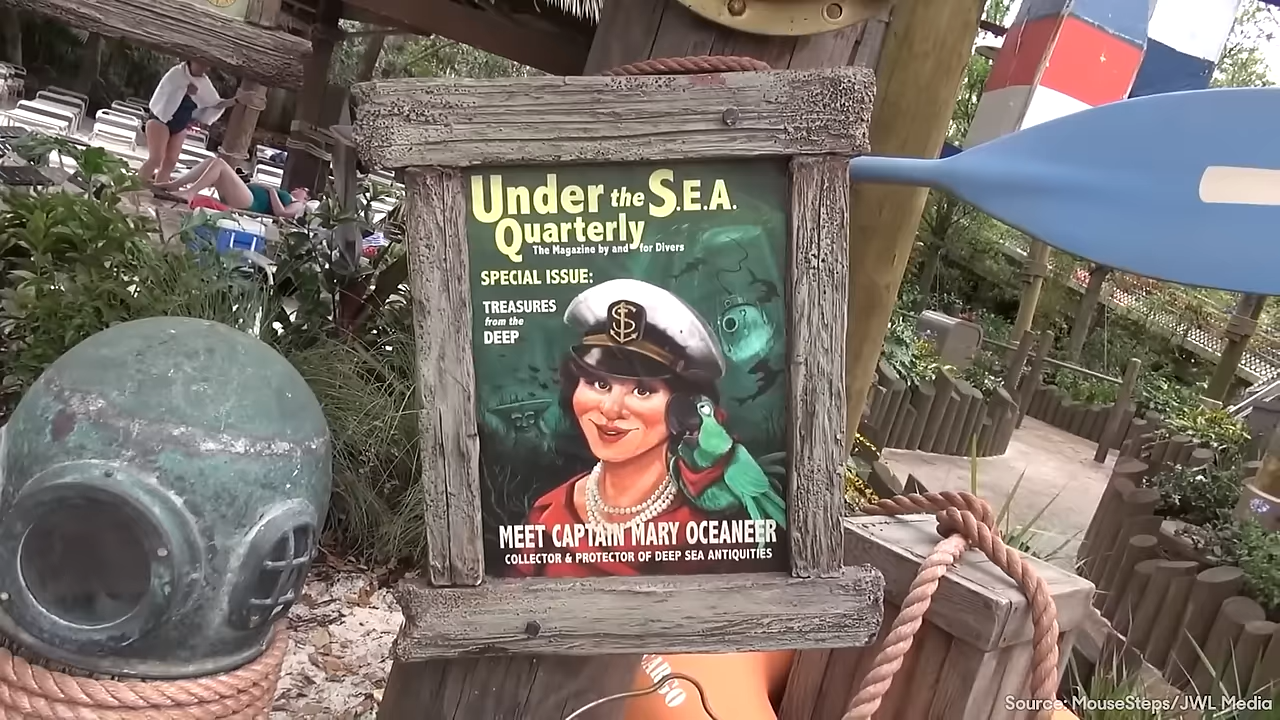 Under the S.E.A.
Quarterly
The Magazine by and for Divers
SPECIAL ISSUE:
TREASURES
from the
DEEP
MEET CAPTAIN MARY OCEANEER
COLLECTOR & PROTECTOR OF DEEP SEA ANTIQUITIES
CARGO
Source: MouseSteps/JWL Media